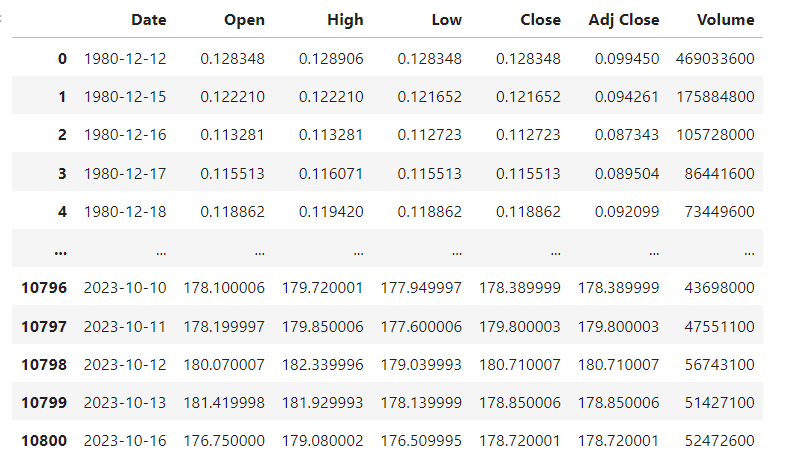 Date Open High Low Close Adj Close Volume
0 1980-12-12 0.128348 0.128906 0.128348 0.128348 0.099450 469033600
1 1980-12-15 0.122210 0.122210 0.121652 0.121652 0.094261 175884800
2 1980-12-16 0.113281 0.113281 0.112723 0.112723 0.087343 105728000
3 1980-12-17 0.115513 0.116071 0.115513 0.115513 0.089504 86441600
4 1980-12-18 0.118862 0.119420 0.118862 0.118862 0.092099 73449600
... ... ... ... ... ... ... ...
10796 2023-10-10 178.100006 179.720001 177.949997 178.389999 178.389999 43698000
10797 2023-10-11 178.199997 179.850006 177.600006 179.800003 179.800003 47551100
10798 2023-10-12 180.070007 182.339996 179.039993 180.710007 180.710007 56743100
10799 2023-10-13 181.419998 181.929993 178.139999 178.850006 178.850006 51427100
10800 2023-10-16 176.750000 179.080002 176.509995 178.720001 178.720001 52472600